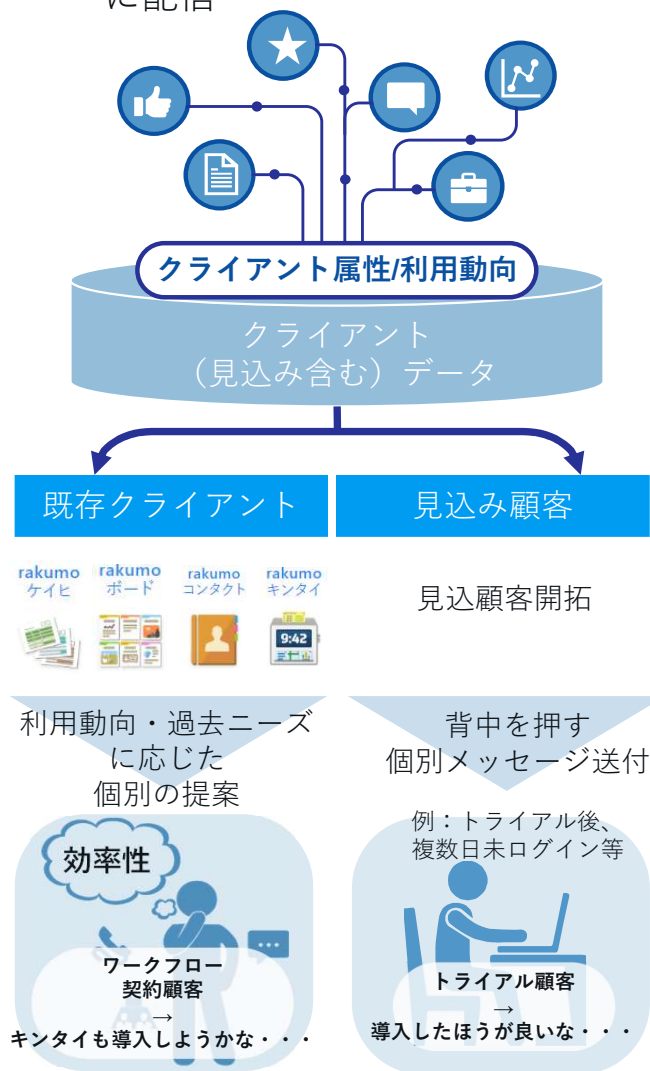 に配信
クライアント属性/利用動向
クライアント
（見込み含む）データ
既存クライアント
見込み顧客
rakumo
ケイヒ
rakumo
ボード
rakumo
コンタクト
rakumo
キンタイ
9:42
見込顧客開拓
利用動向・過去ニーズ
に応じた
個別の提案
背中を押す
個別メッセージ送付
例：トライアル後、
複数日未ログイン等
効率性
ワークフロー
契約顧客
→
キンタイも導入しようかな・・・
トライアル顧客
→
導入したほうが良いな・・・